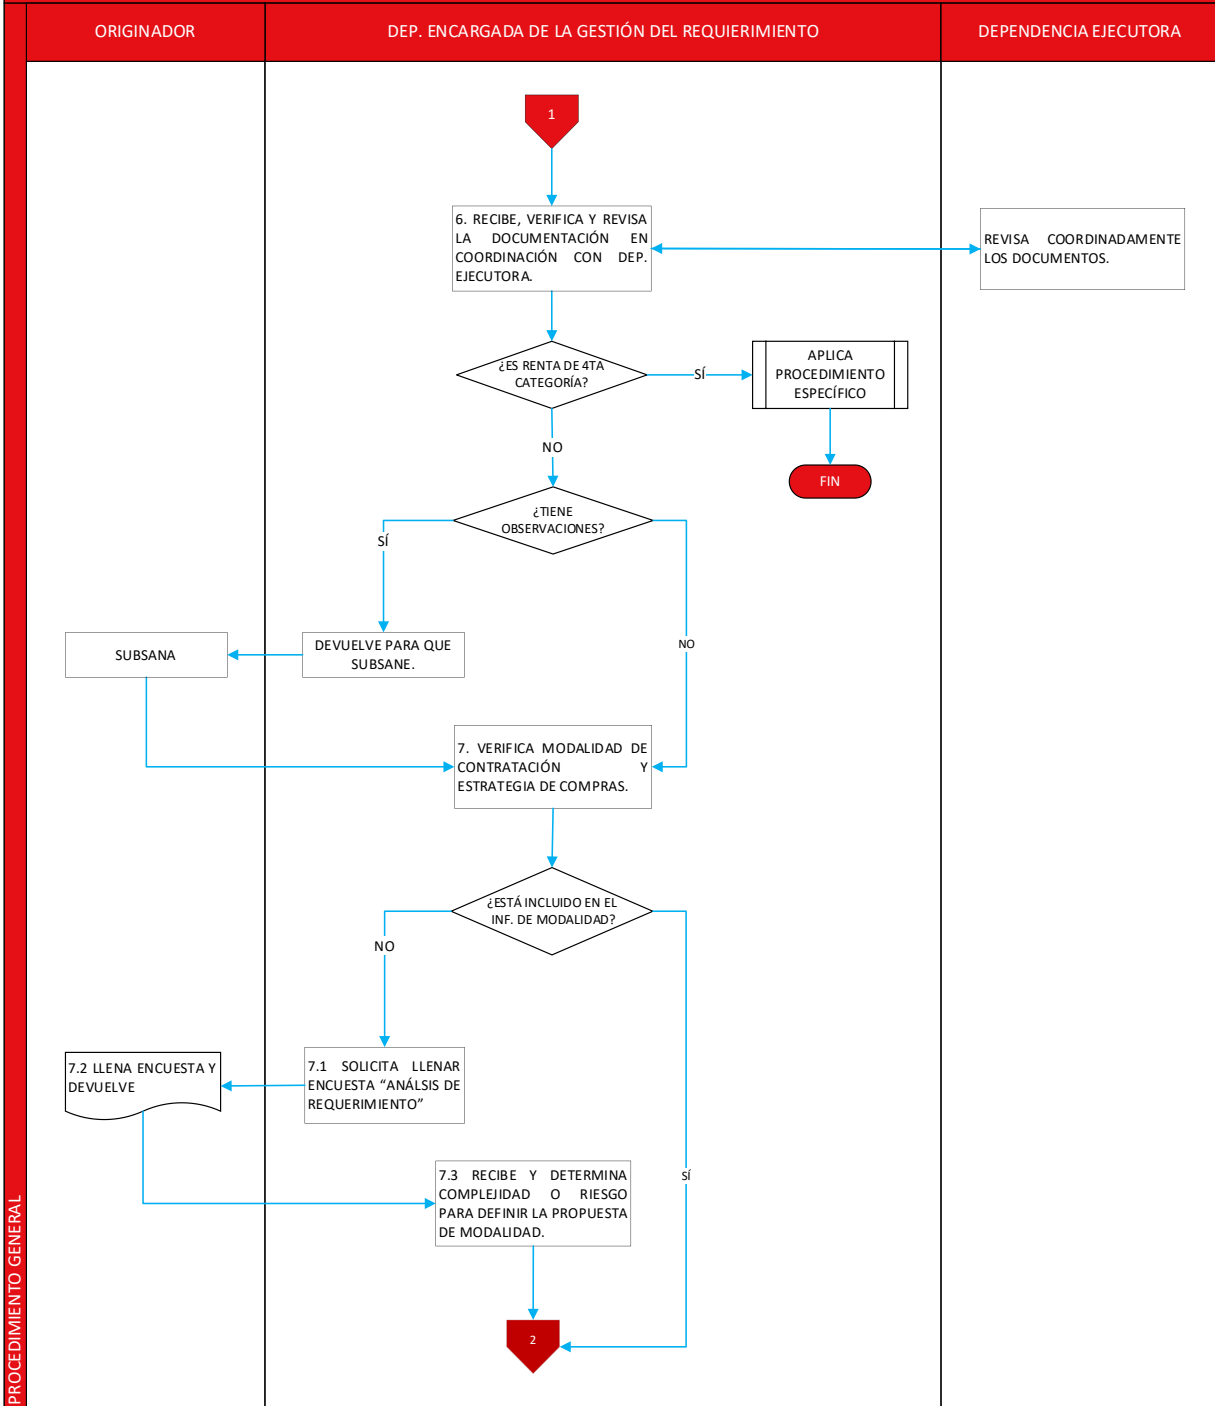 ORIGINADOR
DEP. ENCARGADA DE LA GESTIÓN DEL REQUIERIMIENTO
DEPENDENCIA EJECUTORA
1
6. RECIBE, VERIFICA Y REVISA
LA DOCUMENTACIÓN EN
COORDINACIÓN CON DEP.
EJECUTORA.
REVISA COORDINADAMENTE
LOS DOCUMENTOS.
¿ES RENTA DE 4TA
CATEGORÍA?
SÍ
APLICA
PROCEDIMIENTO
ESPECÍFICO
NO
FIN
¿TIENE
OBSERVACIONES?
SÍ
NO
SUBSANA
DEVUELVE PARA QUE
SUBSANE.
7. VERIFICA MODALIDAD DE
CONTRATACIÓN Y
ESTRATEGIA DE COMPRAS.
¿ESTÁ INCLUIDO EN EL
INF. DE MODALIDAD?
NO
7.2 LLENA ENCUESTA Y
DEVUELVE
7.1 SOLICITA LLENAR
ENCUESTA “ANÁLSIS DE
REQUERIMIENTO”
7.3 RECIBE Y DETERMINA
COMPLEJIDAD O RIESGO
PARA DEFINIR LA PROPUESTA
DE MODALIDAD.
SÍ
2
PROCEDIMIENTO GENERAL